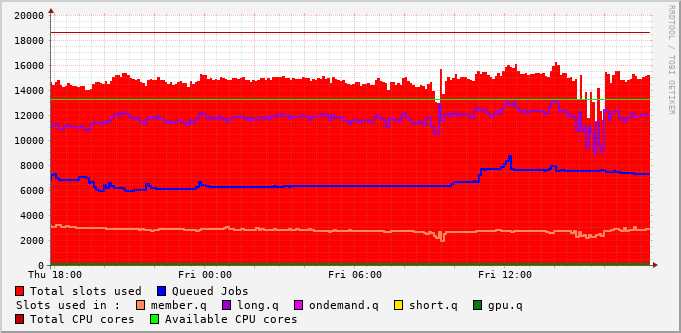 20000
18000
16000
14000
12000
10000
8000
6000
4000
2000
0
Thu 18:00 Fri 00:00 Fri 06:00 Fri 12:00
Total slots used Queued Jobs
Slots used in : member.q long.q ondemand.q short.q gpu.q
Total CPU cores Available CPU cores
RRDTOOL / TOBI OETIKER